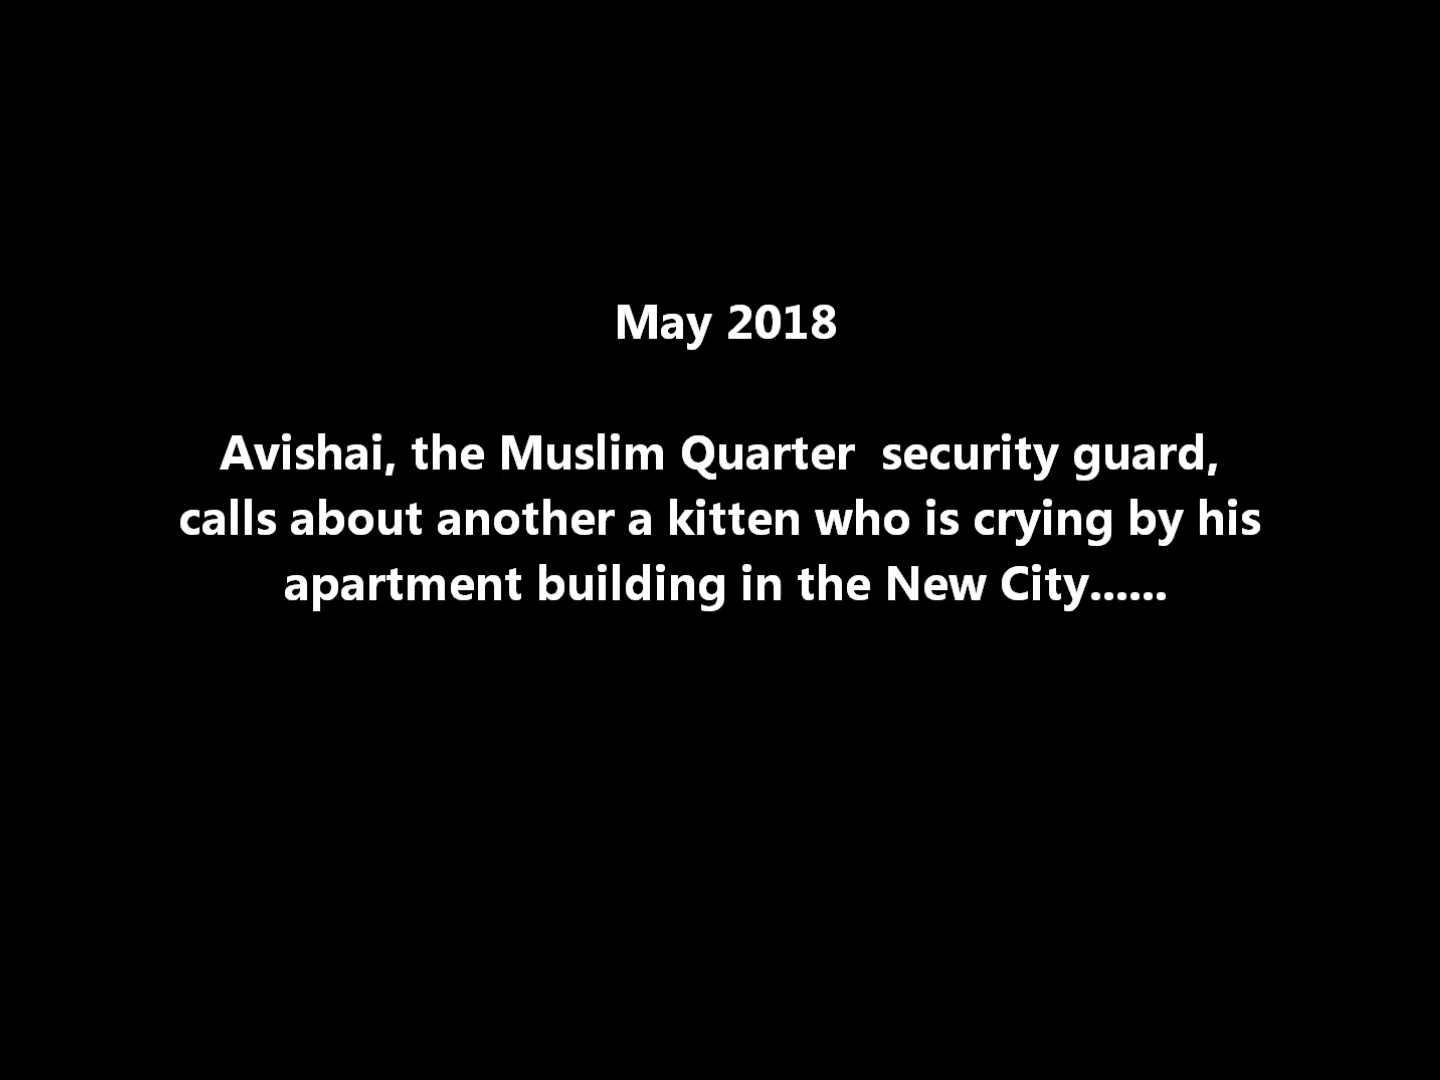 May 2018
Avishai, the Muslim Quarter  security guard,
calls about another a kitten who is crying by his
apartment building in the New City......